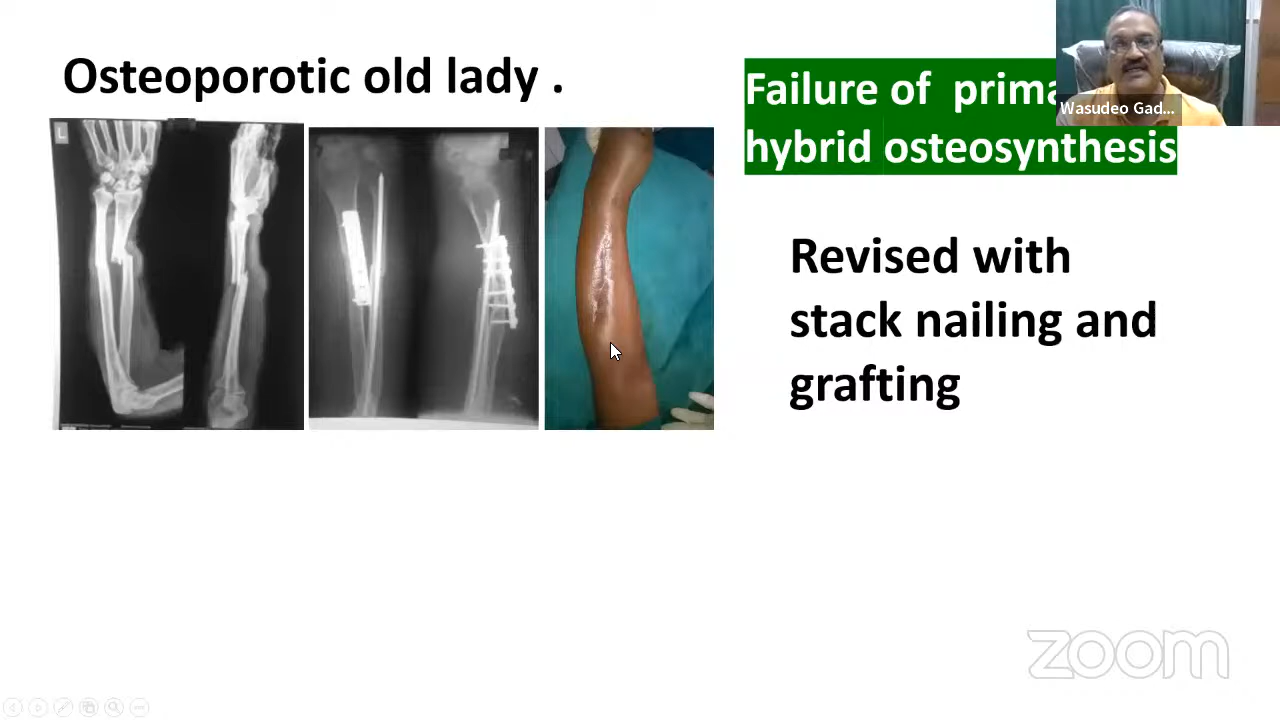 Osteoporotic old lady .
Failure of prima
hybrid osteosynthesis
Wasudeo Gad...
L
Revised with
stack nailing and
grafting
zoom